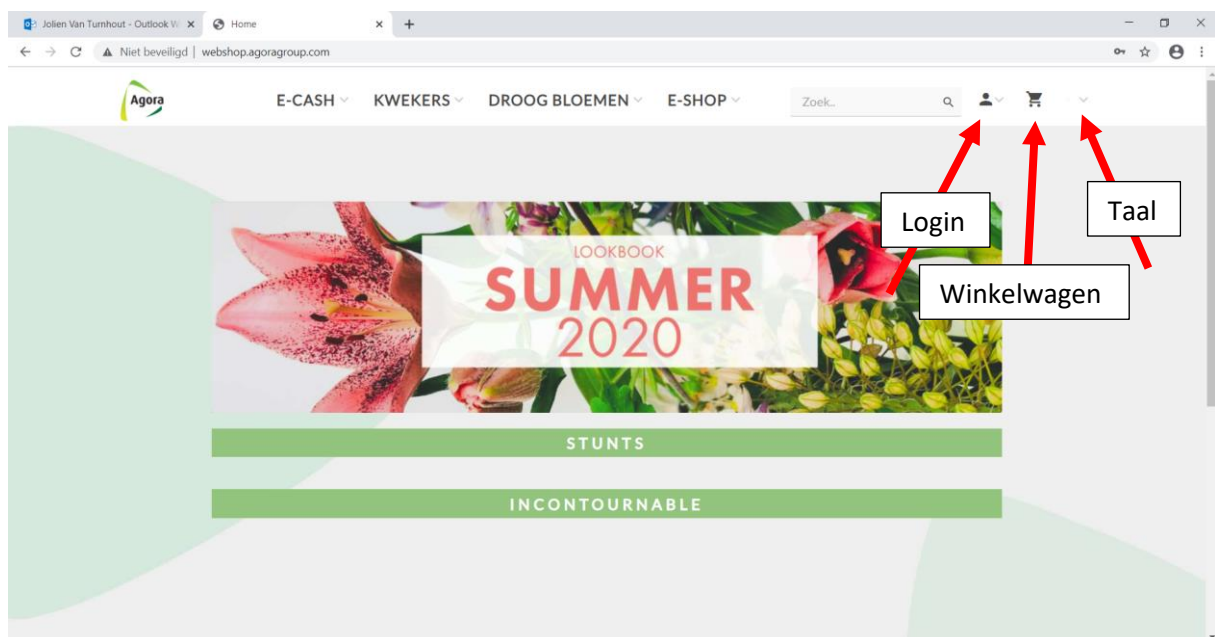 Jolien Van Turnhout - Outlook W
Home
Niet beveiligd | webshop.agoragroup.com
Agora
E-CASH
KWEKERS
DROOG BLOEMEN
E-SHOP
Zoek..
Login
Taal
Winkelwagen
LOOKBOOK
SUMMER
2020
STUNTS
INCONTOURNABLE